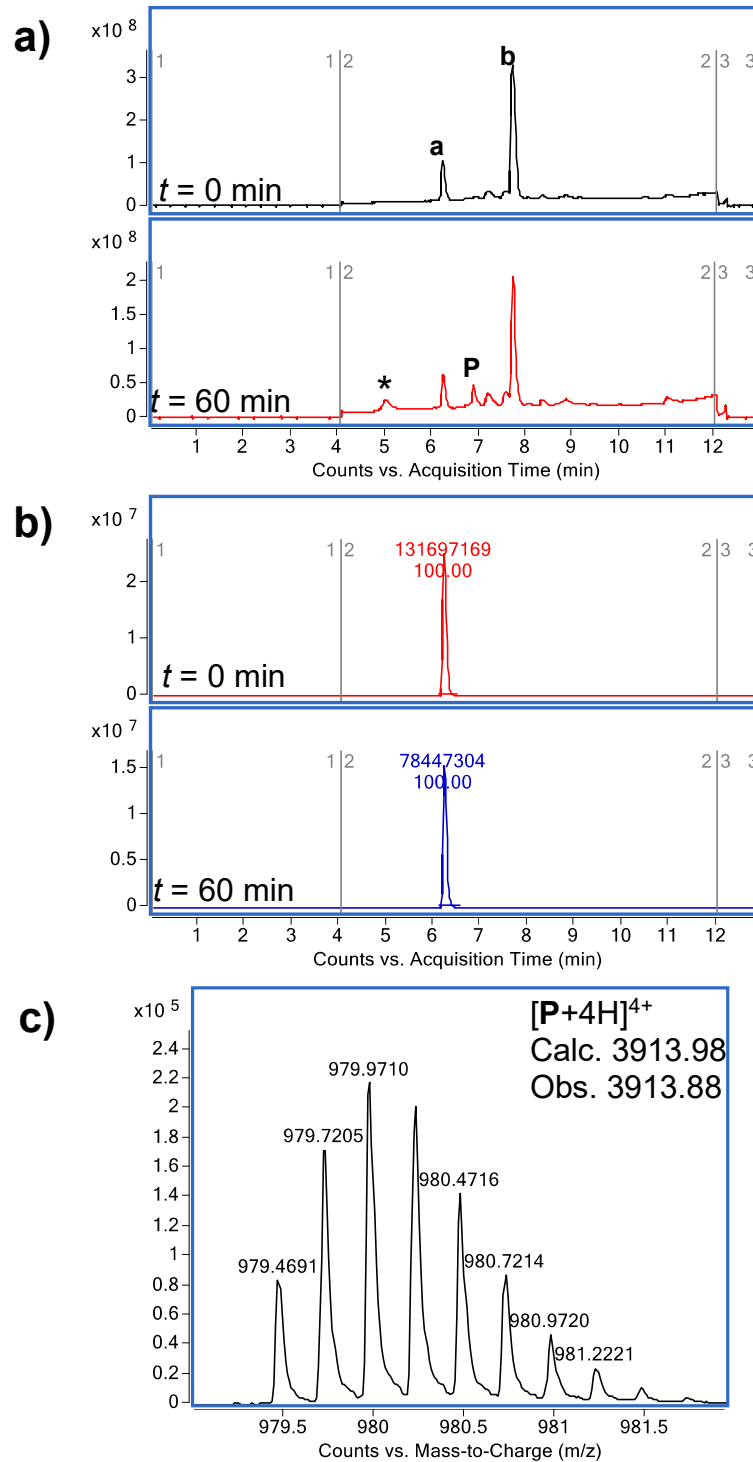 a)
x10 8
1 1 2 2 3 3
b
a
3
2
1
0
t = 0 min
x10 8
1 1 2 2 3 3
2
1.5
1
0.5
0
P
*
t = 60 min
1 2 3 4 5 6 7 8 9 10 11 12
Counts vs. Acquisition Time (min)
b)
x10 7
1 1 2 2 3 3
131697169
100.00
2
1
0
t = 0 min
x10 7
1 1 2 2 3 3
78447304
100.00
1.5
1
0.5
0
t = 60 min
1 2 3 4 5 6 7 8 9 10 11 12
Counts vs. Acquisition Time (min)
c)
x10 5
[P+4H]4+
Calc. 3913.98
Obs. 3913.88
2.4
2.2
2
1.8
1.6
1.4
1.2
1
0.8
0.6
0.4
0.2
0
979.9710
979.7205
980.4716
980.7214
979.4691
980.9720
981.2221
979.5 980 980.5 981 981.5
Counts vs. Mass-to-Charge (m/z)